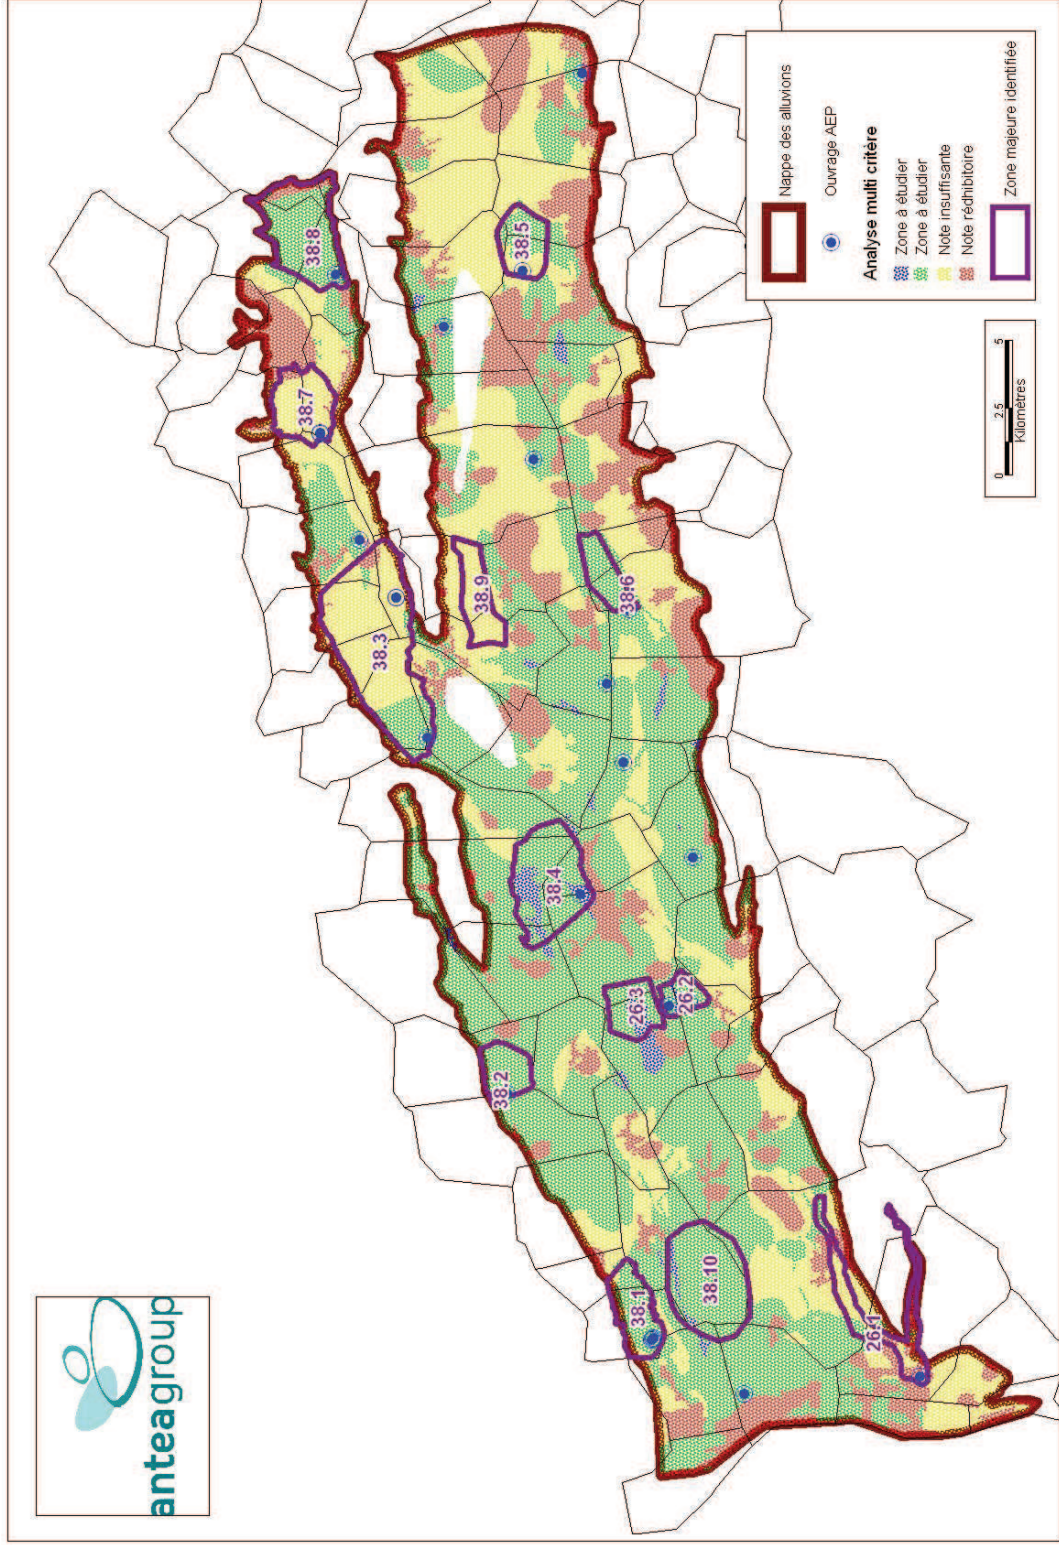 anteagroup
38.8
38.7
38.5
38.3
38.9
38.6
38.4
26.3
26.2
38.2
38.1
38.10
26.1
Nappe des alluvions
Ouvrage AEP
Analyse multi critère
Zone à étudier
Zone à étudier
Note insuffisante
Note rédhibitoire
Zone majeure identifiée
0 2.5 5
Kilomètres